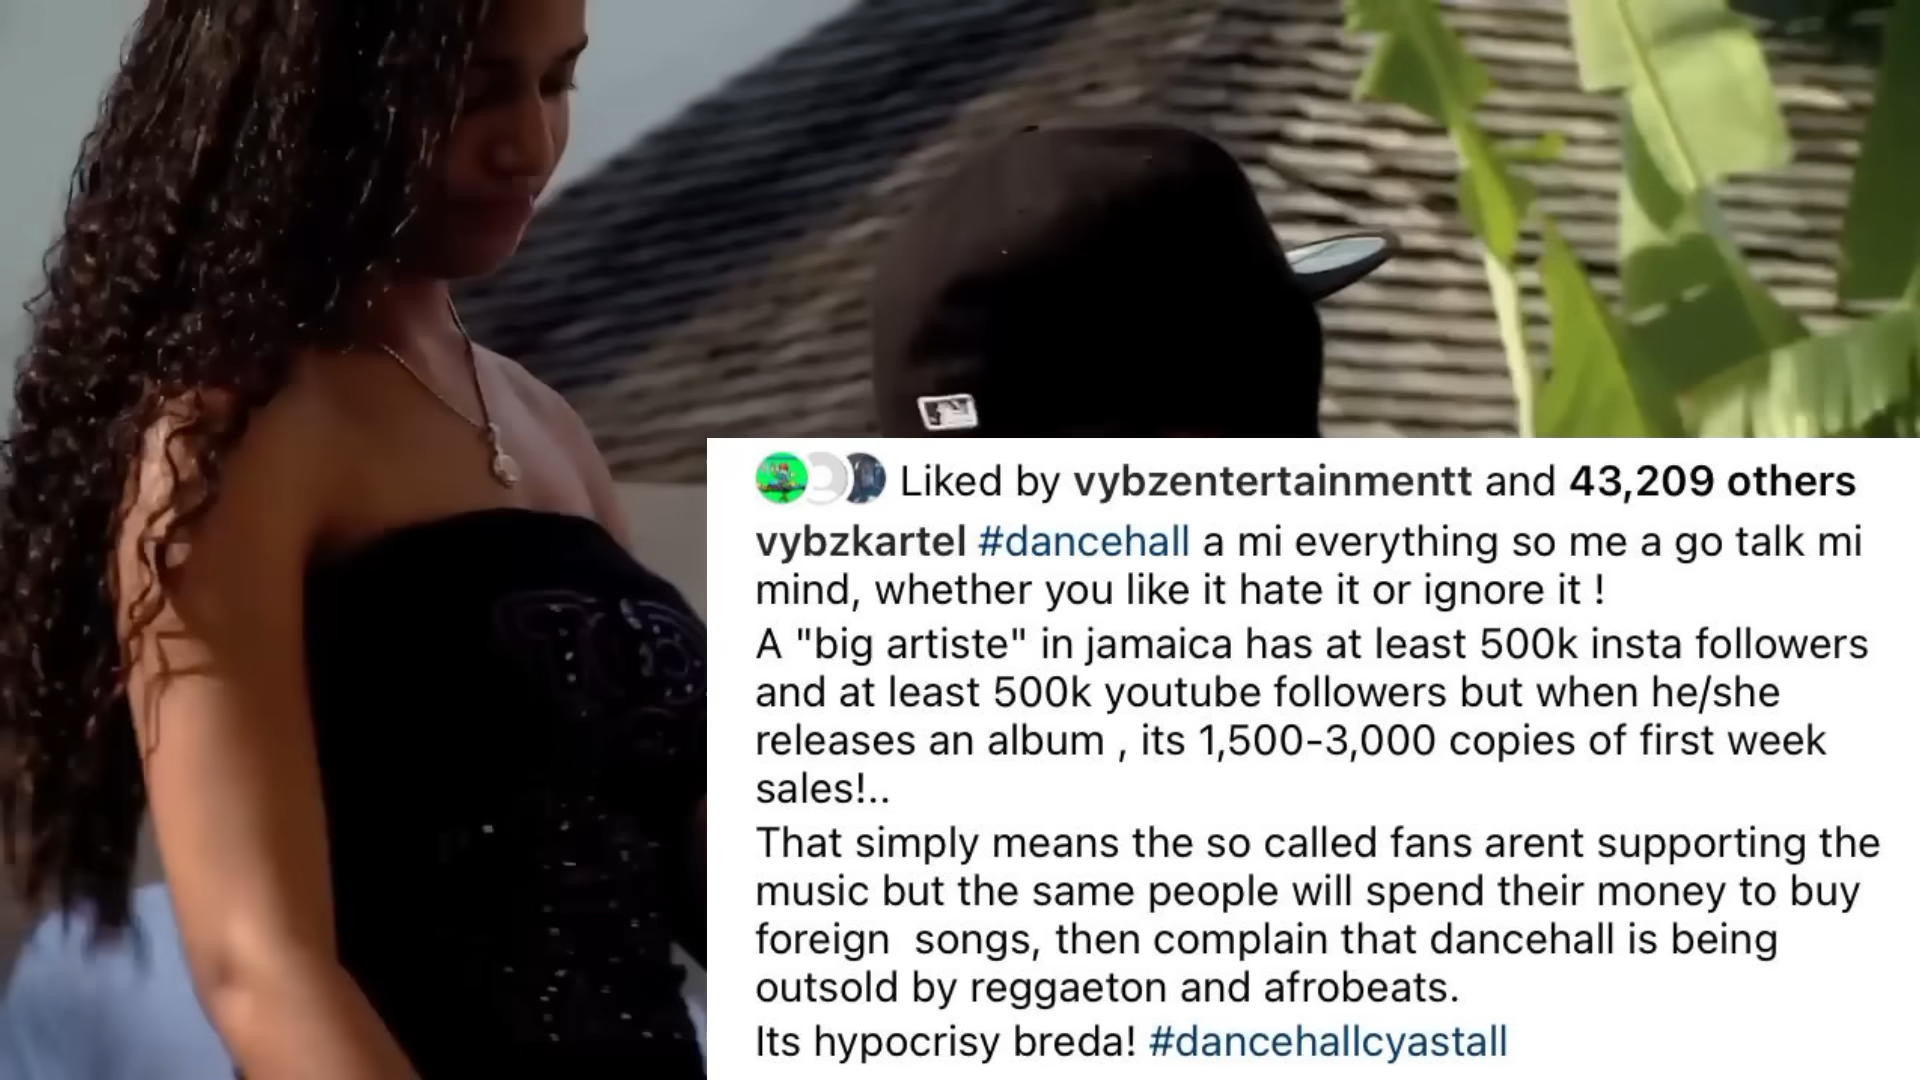 Liked by vybzentertainmentt and 43,209 others
vybzkartel #dancehall a mi everything so me a go talk mi
mind, whether you like it hate it or ignore it !
A "big artiste" in jamaica has at least 500k insta followers
and at least 500k youtube followers but when he/she
releases an album , its 1,500-3,000 copies of first week
sales!..
That simply means the so called fans arent supporting the
music but the same people will spend their money to buy
foreign  songs, then complain that dancehall is being
outsold by reggaeton and afrobeats.
Its hypocrisy breda! #dancehallcyastall